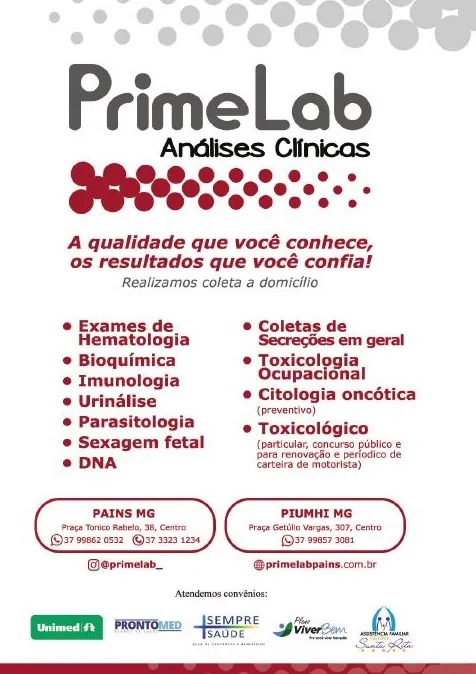 PrimeLab
Análises Clínicas
A qualidade que você conhece,
os resultados que você confia!
Realizamos coleta a domicílio
• Exames de
Hematologia
• Bioquímica
• Imunologia
• Urinálise
• Parasitologia
• Sexagem fetal
• DNA
• Coletas de
Secreções em geral
• Toxicologia
Ocupacional
• Citologia oncótica
(preventivo)
• Toxicológico
(particular, concurso público e
para renovação e períodico de
carteira de motorista)
PAINS MG
Praça Tonico Rabelo, 38, Centro
37 99862 0532 37 3323 1234
@primelab_
PIUMHI MG
Praça Getúlio Vargas, 307, Centro
37 99857 3081
primelabpains.com.br
Atendemos convênios:
Unimed
PRONTOMED
SEMPRE
SAÚDE
Plano
ViverBem
ASSISTÊNCIA FAMILIAR
Santa Rita